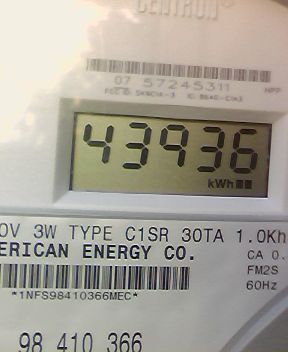 CENTRON®
07 57245311
43936
kWh
0V 3W TYPE C1SR 30TA 1.0Kh
ERICAN ENERGY CO.
CA 0.
FM2S
*1NFS98410366MEC*
60Hz
98 410 366